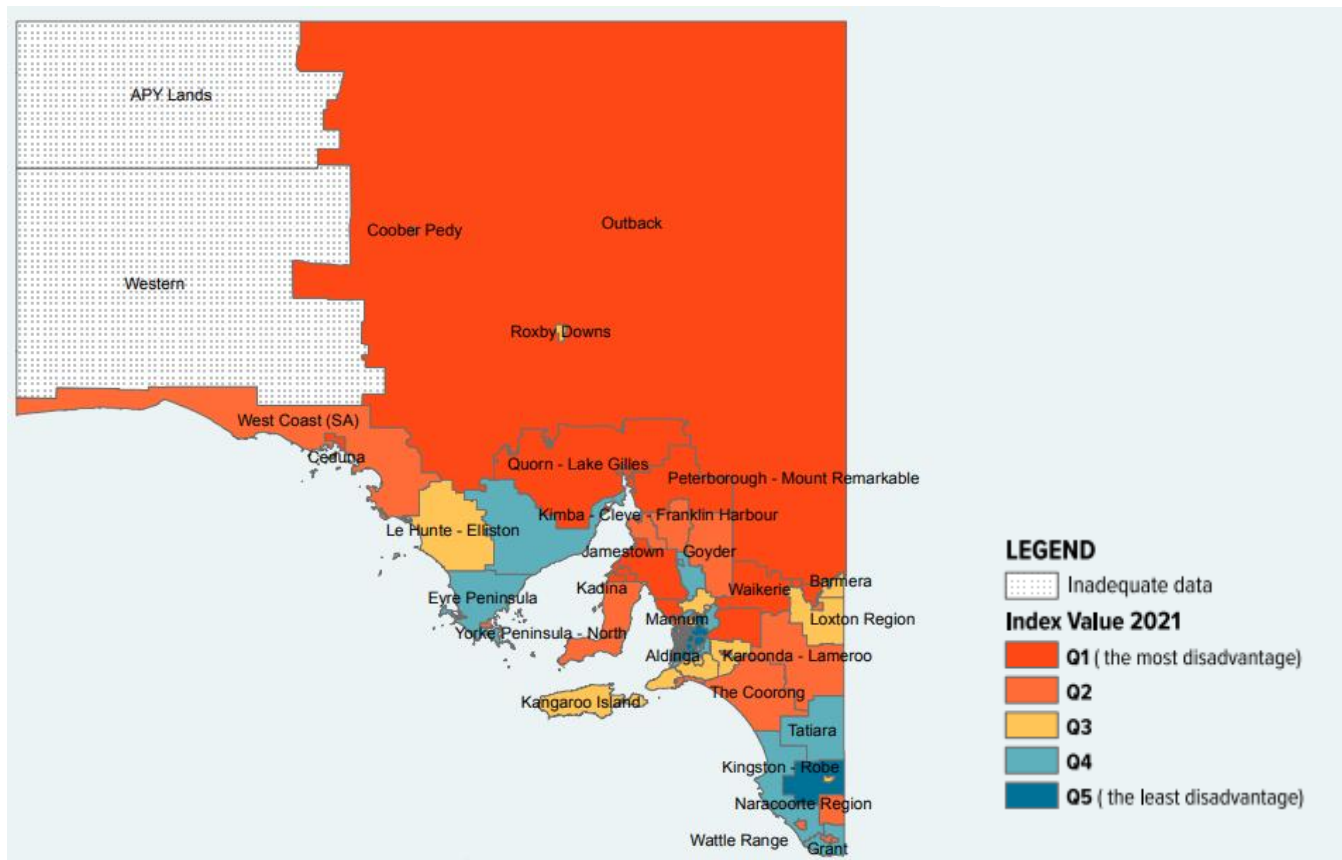 APY Lands
Coober Pedy
Outback
Western
Roxby Downs
West Coast (SA)
Ceduna
Quorn - Lake Gilles
Peterborough - Mount Remarkable
Kimba - Cleve - Franklin Harbour
Le Hunte - Elliston
Jamestown
Goyder
Kadina
Waikerie
Barmera
Eyre Peninsula
Mannum
Loxton Region
Yorke Peninsula - North
Aldinga
Karoonda - Lameroo
Kangaroo Island
The Coorong
Tatiara
Kingston - Robe
Naracoorte Region
Wattle Range
Grant
LEGEND
Inadequate data
Index Value 2021
Q1 ( the most disadvantage)
Q2
Q3
Q4
Q5 ( the least disadvantage)